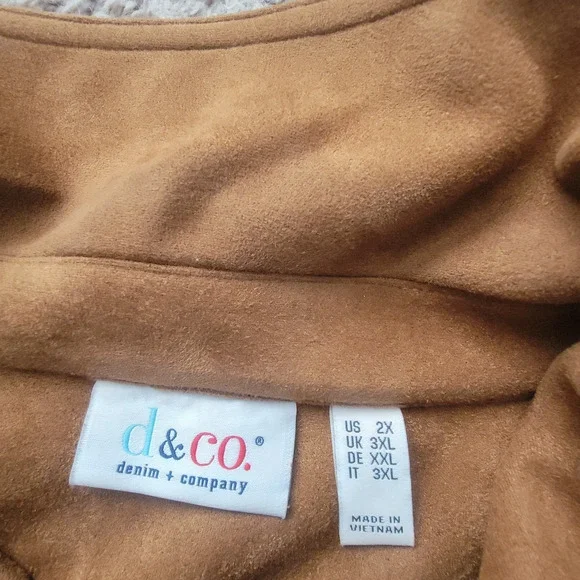 d&co.®
denim + company
US 2X
UK 3XL
DE XXL
IT 3XL
MADE IN
VIETNAM